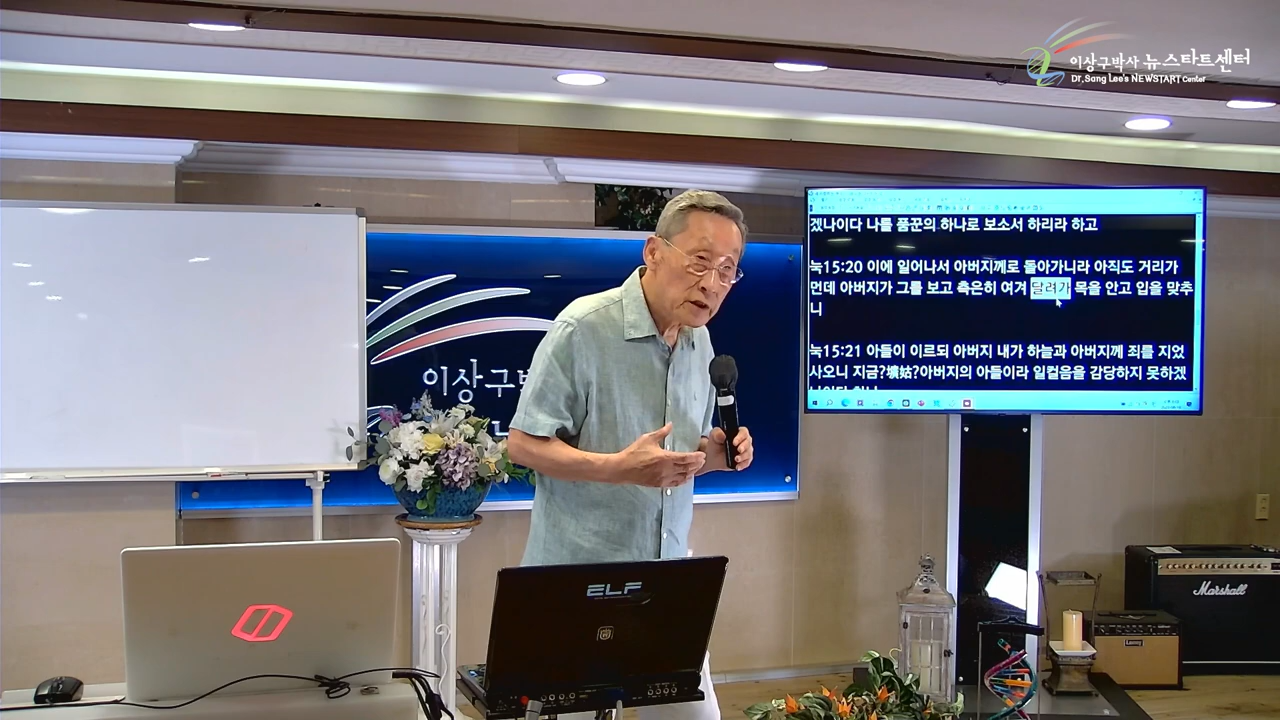 이상구박사 뉴스타트센터
Dr. Sang Lee's NEWSTART Center
겠나이다 나를 품꾼의 하나로 보소서 하리라 하고
눅15:20 이에 일어나서 아버지께로 돌아가니라 아직도 거리가
먼데 아버지가 그를 보고 측은히 여겨 달려가 목을 안고 입을 맞추
니
눅15:21 아들이 이르되 아버지 내가 하늘과 아버지께 죄를 지었
사오니 지금?墳姑?아버지의 아들이라 일컬음을 감당하지 못하겠
이상구
ELF
Marshall
Laney